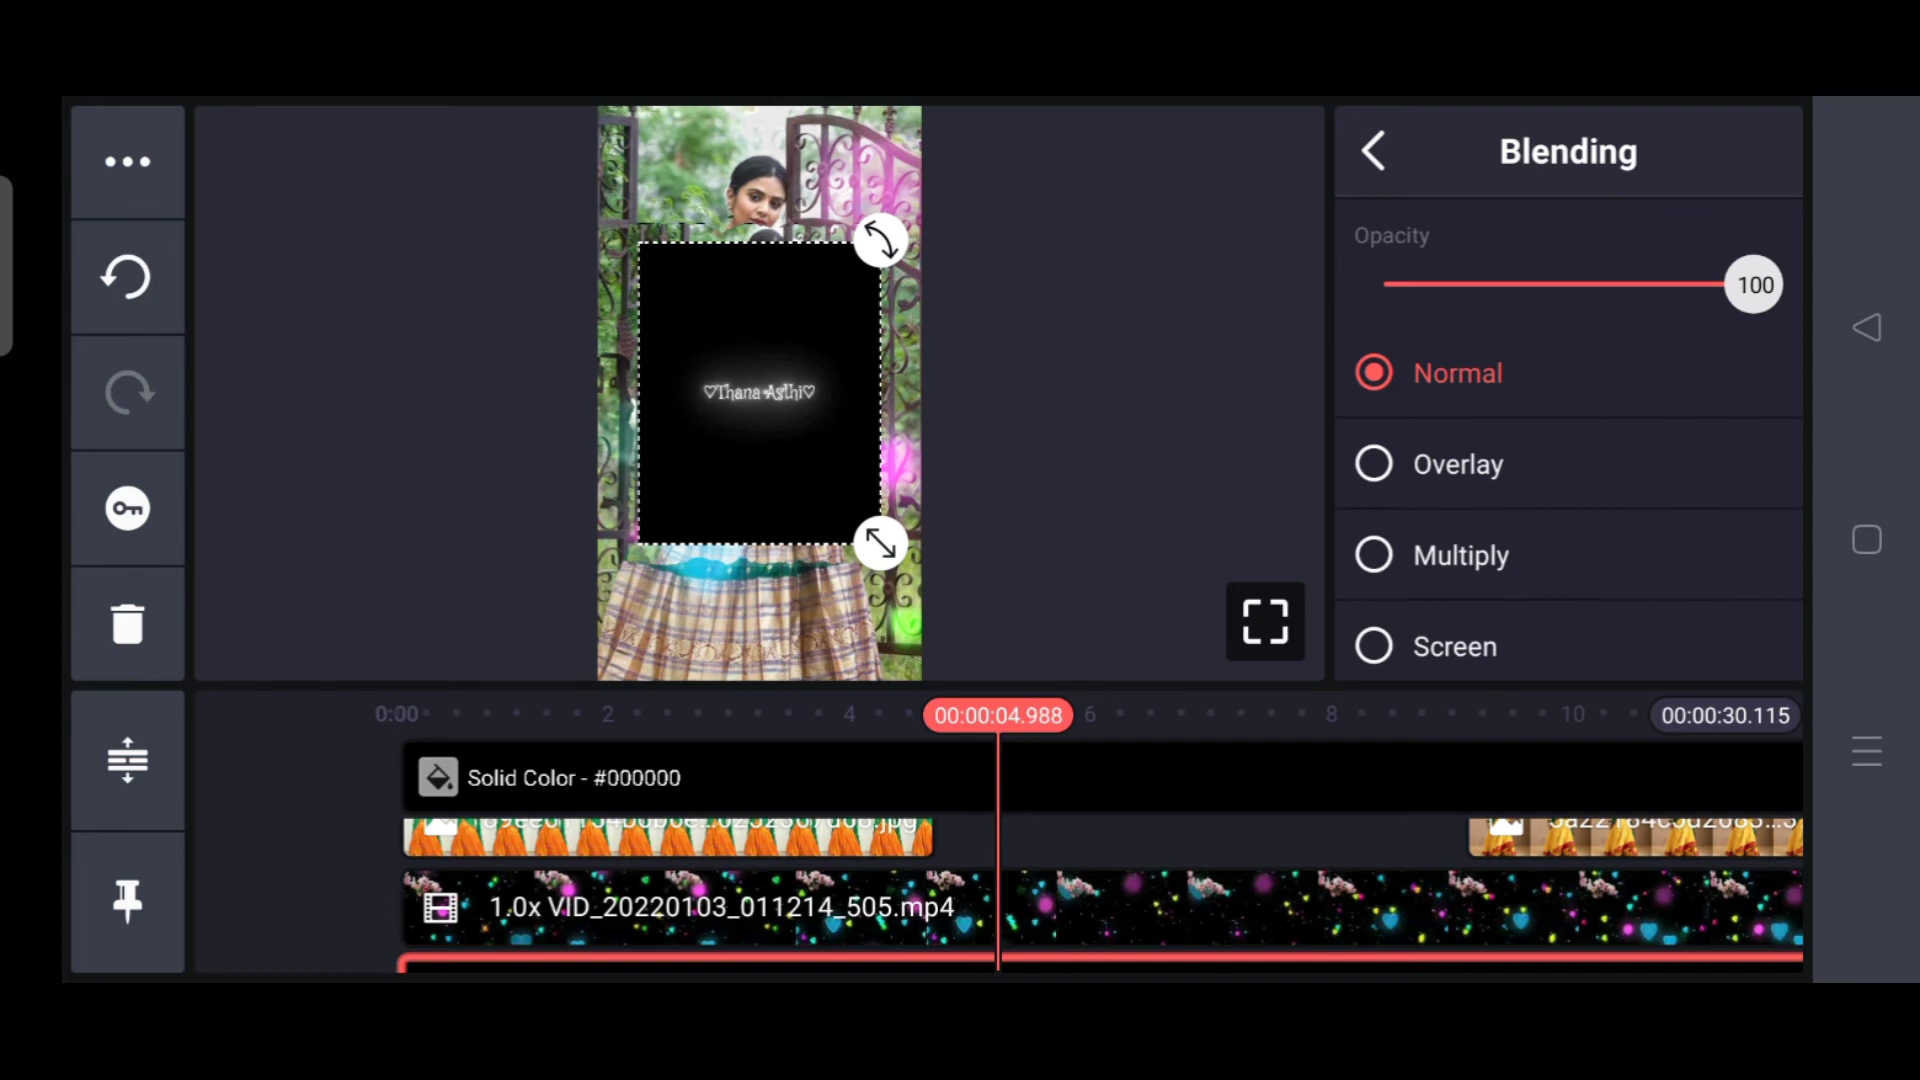 Blending
Opacity
100
Normal
Overlay
Multiply
Screen
♡Thana Asthi♡
0:00
2
4
00:00:04.988
6
8
10
00:00:30.115
Solid Color - #000000
1.0x VID_20220103_011214_505.mp4